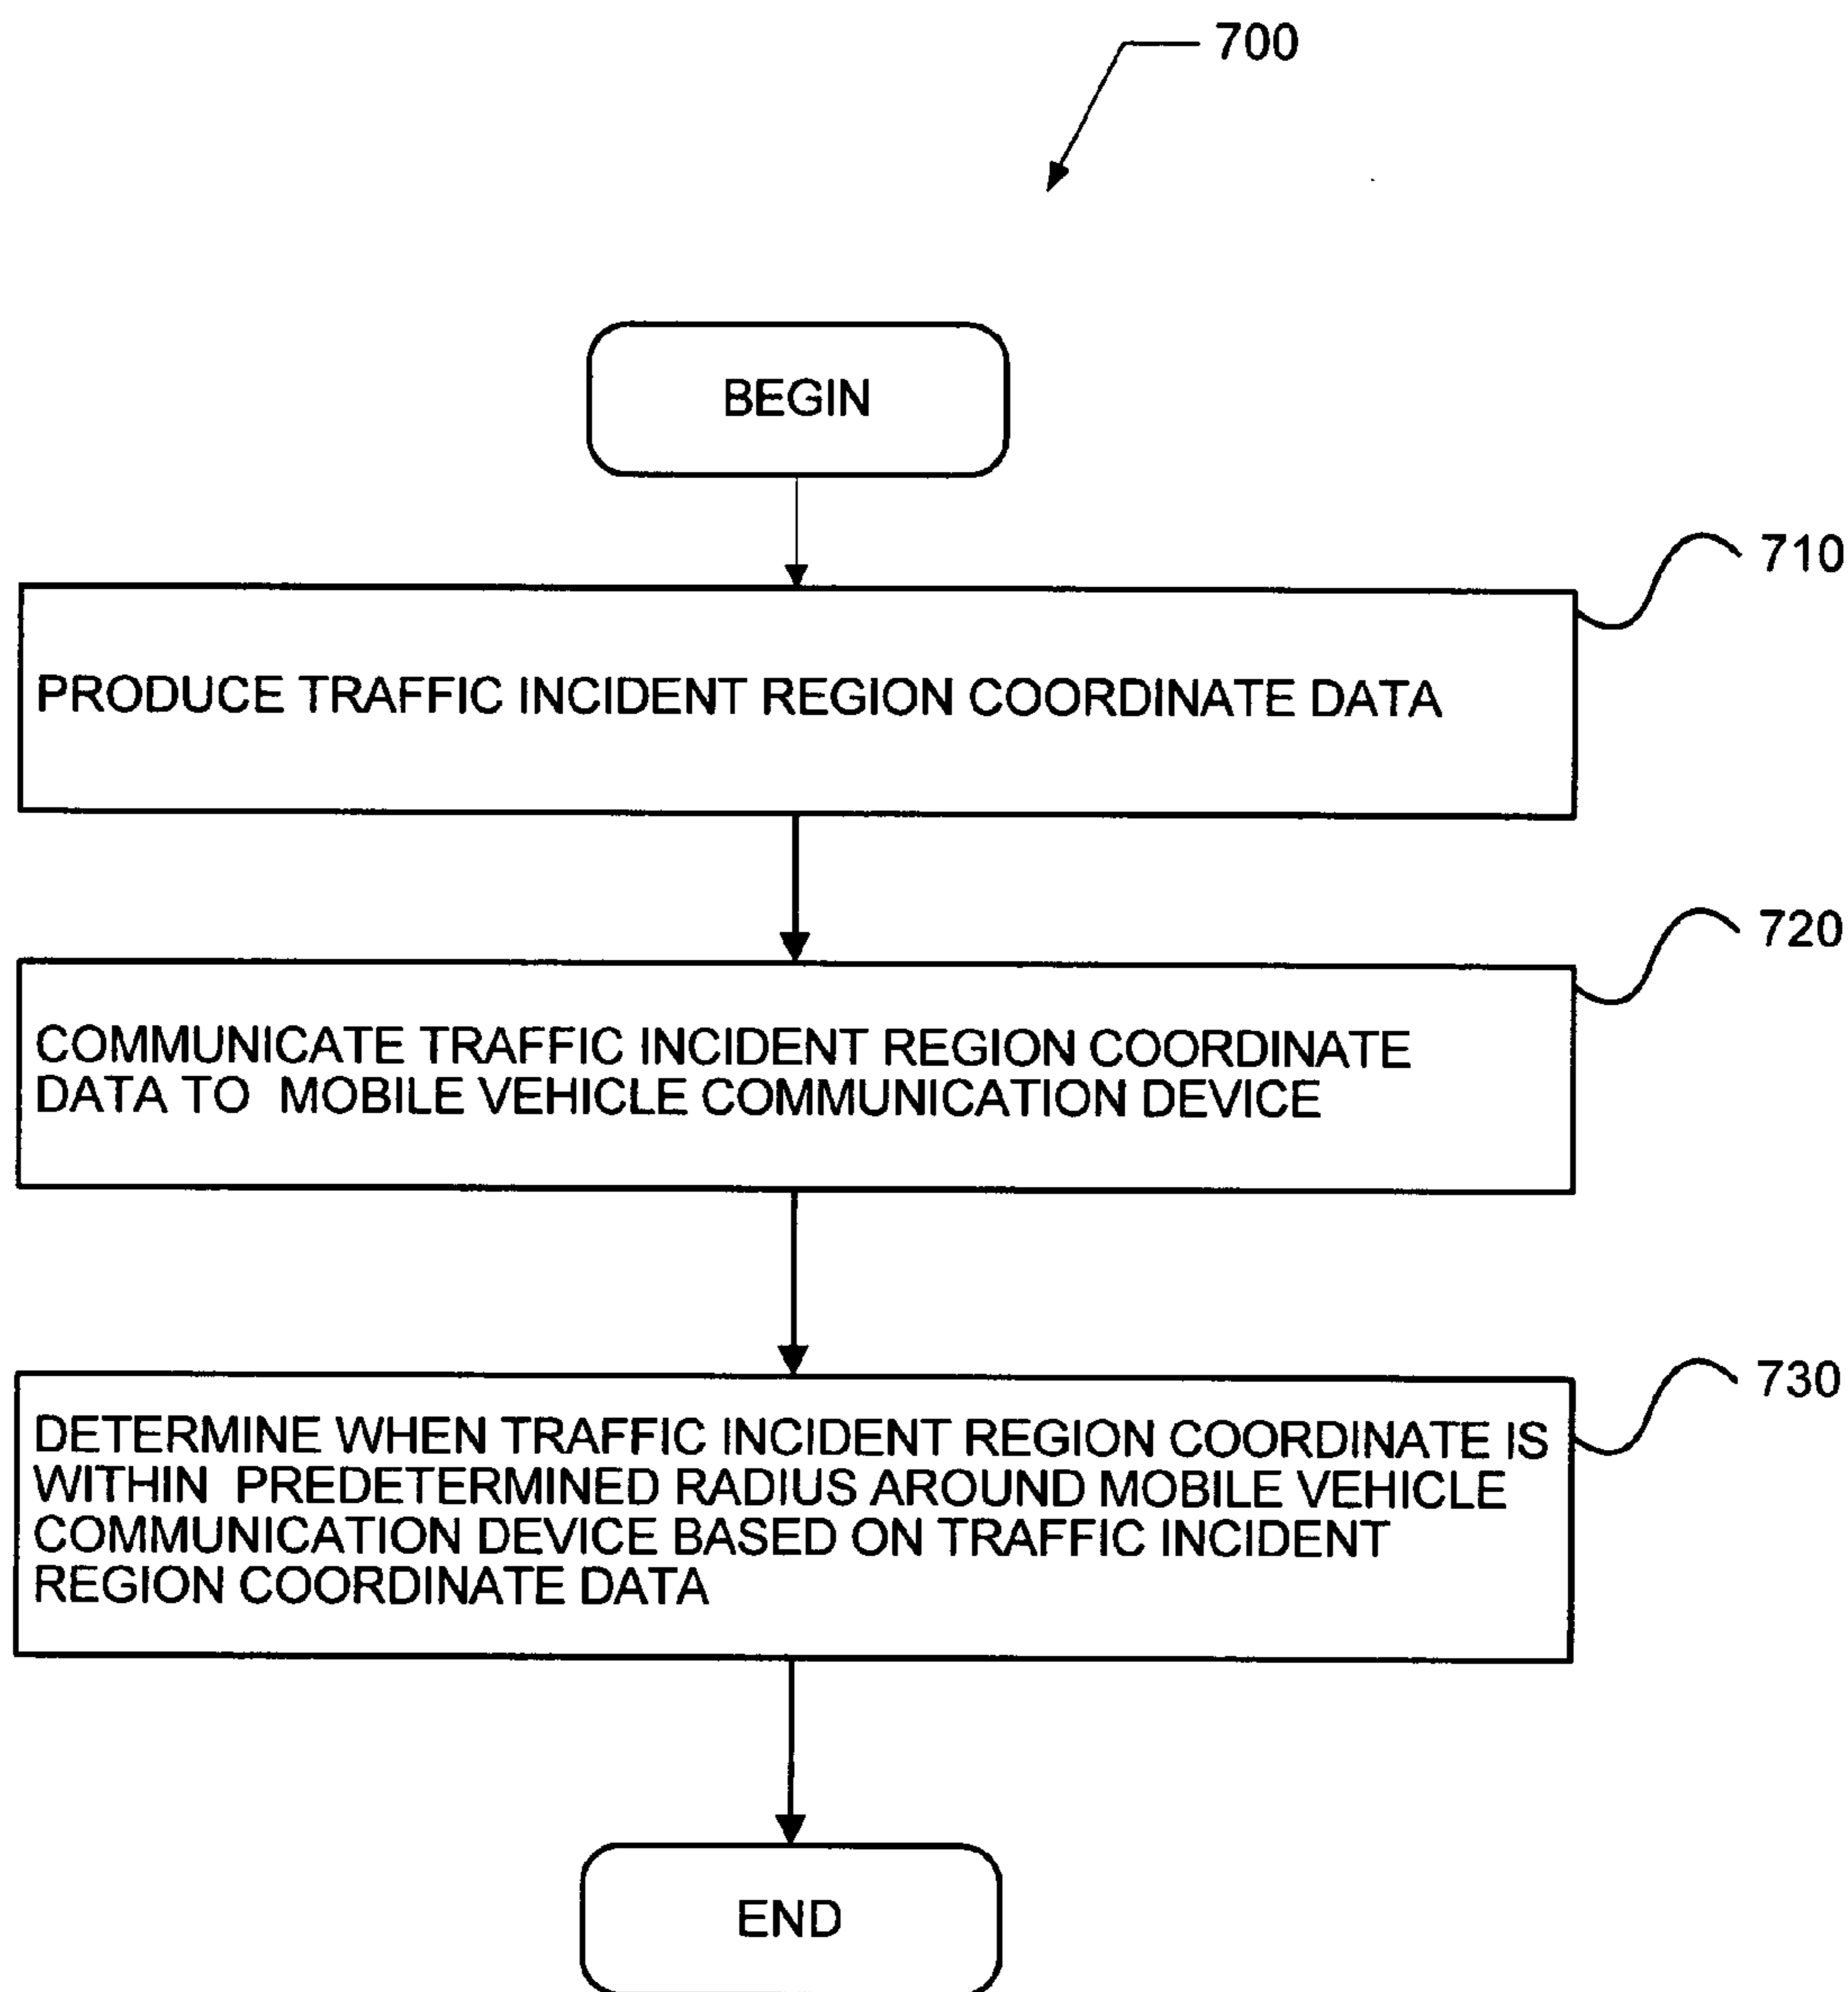 700
BEGIN
710
PRODUCE TRAFFIC INCIDENT REGION COORDINATE DATA
720
COMMUNICATE TRAFFIC INCIDENT REGION COORDINATE
DATA TO MOBILE VEHICLE COMMUNICATION DEVICE
730
DETERMINE WHEN TRAFFIC INCIDENT REGION COORDINATE IS
WITHIN PREDETERMINED RADIUS AROUND MOBILE VEHICLE
COMMUNICATION DEVICE BASED ON TRAFFIC INCIDENT
REGION COORDINATE DATA
END